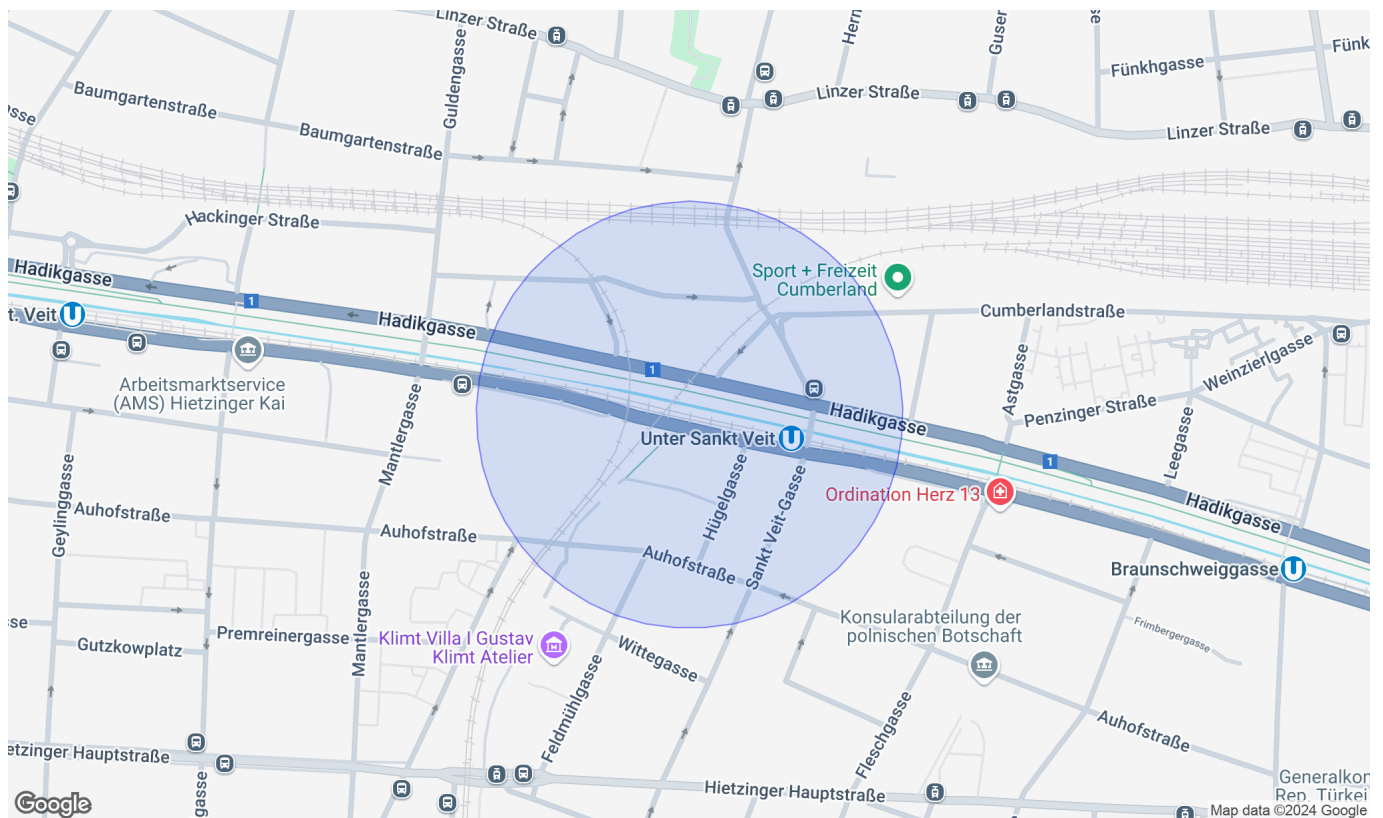 Linzer Straße
Guldengasse
Fünkhgasse
Baumgartenstraße
Linzer Straße
Linzer Straße
Baumgartenstraße
Hackinger Straße
Hadikgasse
1
Sport + Freizeit
Cumberland
t. Veit
Hadikgasse
Cumberlandstraße
1
Arbeitsmarktservice
(AMS) Hietzinger Kai
Astgasse
Weinzierlgasse
Mantlergasse
Hadikgasse
Penzinger Straße
Unter Sankt Veit
Leegasse
1
Geylinggasse
Hügelgasse
Sankt Veit-Gasse
Ordination Herz 13
Hadikgasse
Auhofstraße
Auhofstraße
Auhofstraße
Braunschweiggasse
Mantlergasse
Konsularabteilung der
polnischen Botschaft
Frimbergergasse
Premreinergasse
Klimt Villa I Gustav
Klimt Atelier
Wittegasse
Gutzkowplatz
Feldmühlgasse
Fleschgasse
Auhofstraße
etzinger Hauptstraße
Hietzinger Hauptstraße
gasse
Generalkon
Rep. Türkei
Google
Map data ©2024 Google